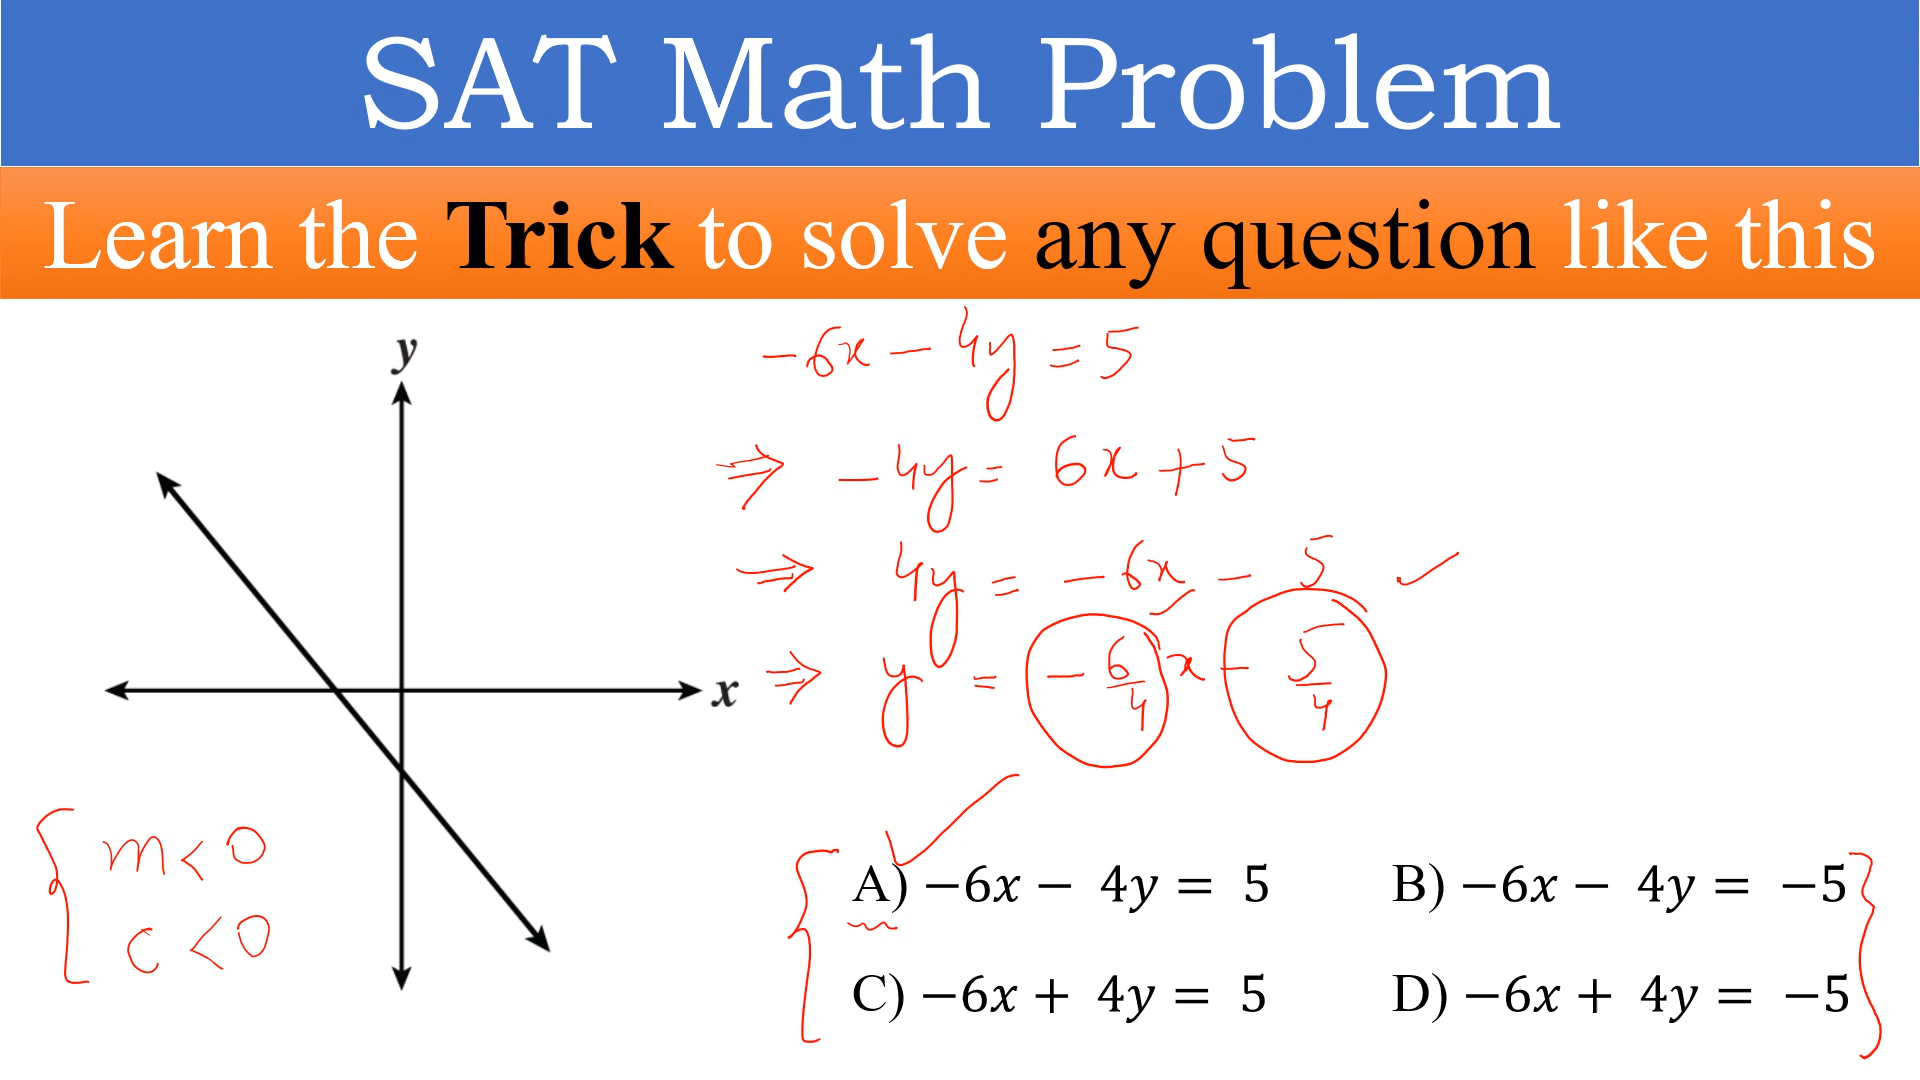 SAT Math Problem
Learn the Trick to solve any question like this
y
x
-6x - 4y = 5
⇒ -4y = 6x + 5
⇒ 4y = -6x - 5 ✓
⇒ y = -6/4 x - 5/4
m < 0
c < 0
A) −6x − 4y = 5
B) −6x − 4y = −5
C) −6x + 4y = 5
D) −6x + 4y = −5